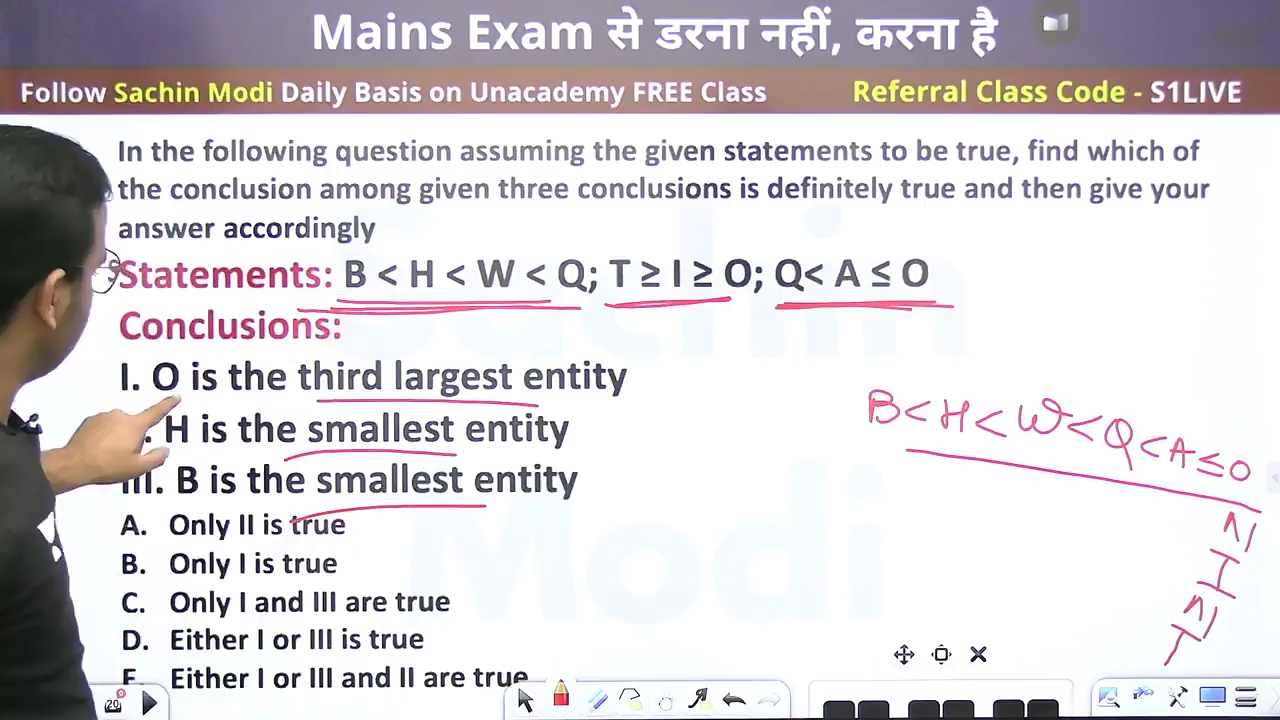 Mains Exam से डरना नहीं, करना है
Follow Sachin Modi Daily Basis on Unacademy FREE Class Referral Class Code - S1LIVE
In the following question assuming the given statements to be true, find which of
the conclusion among given three conclusions is definitely true and then give your
answer accordingly
Statements: B < H < W < Q; T ≥ I ≥ O; Q< A ≤ O
Conclusions:
I. O is the third largest entity
H is the smallest entity
III. B is the smallest entity
A. Only II is true
B. Only I is true
C. Only I and III are true
D. Either I or III is true
E. Either I or III and II are true
B < H < W < Q < A ≤ O
I
T
Sachin
Modi
20